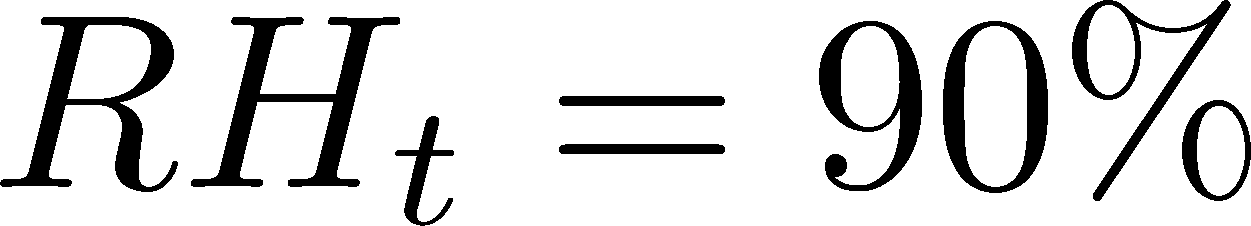 RH_t = 90%